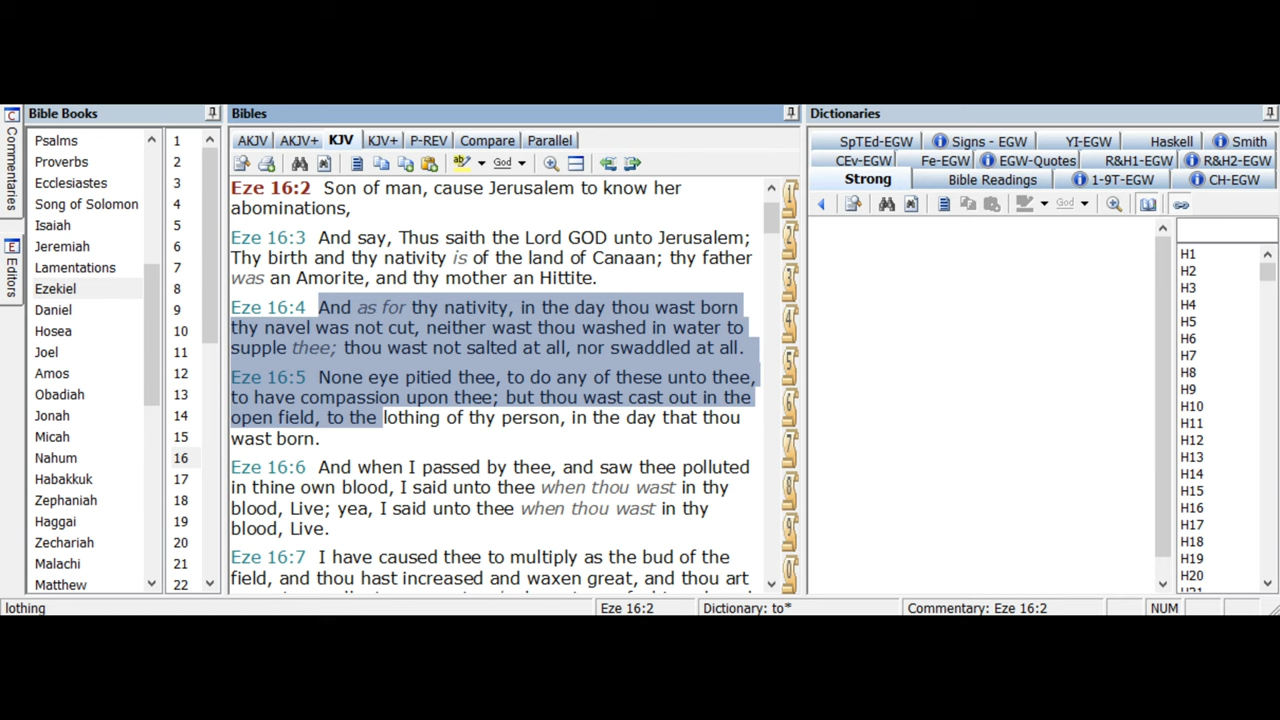 Bible Books
Bibles
Dictionaries
Commentaries
Editors
Psalms
Proverbs
Ecclesiastes
Song of Solomon
Isaiah
Jeremiah
Lamentations
Ezekiel
Daniel
Hosea
Joel
Amos
Obadiah
Jonah
Micah
Nahum
Habakkuk
Zephaniah
Haggai
Zechariah
Malachi
Matthew
1
2
3
4
5
6
7
8
9
10
11
12
13
14
15
16
17
18
19
20
21
22
AKJV AKJV+ KJV KJV+ P-REV Compare Parallel
God
Eze 16:2 Son of man, cause Jerusalem to know her
abominations,
Eze 16:3 And say, Thus saith the Lord GOD unto Jerusalem;
Thy birth and thy nativity is of the land of Canaan; thy father
was an Amorite, and thy mother an Hittite.
Eze 16:4 And as for thy nativity, in the day thou wast born
thy navel was not cut, neither wast thou washed in water to
supple thee; thou wast not salted at all, nor swaddled at all.
Eze 16:5 None eye pitied thee, to do any of these unto thee,
to have compassion upon thee; but thou wast cast out in the
open field, to the lothing of thy person, in the day that thou
wast born.
Eze 16:6 And when I passed by thee, and saw thee polluted
in thine own blood, I said unto thee when thou wast in thy
blood, Live; yea, I said unto thee when thou wast in thy
blood, Live.
Eze 16:7 I have caused thee to multiply as the bud of the
field, and thou hast increased and waxen great, and thou art
1
2
3
4
5
6
7
8
9
0
SpTEd-EGW Signs - EGW YI-EGW Haskell Smith
CEv-EGW Fe-EGW EGW-Quotes R&H1-EGW R&H2-EGW
Strong Bible Readings 1-9T-EGW CH-EGW
God
H1
H2
H3
H4
H5
H6
H7
H8
H9
H10
H11
H12
H13
H14
H15
H16
H17
H18
H19
H20
lothing Eze 16:2 Dictionary: to* Commentary: Eze 16:2 NUM